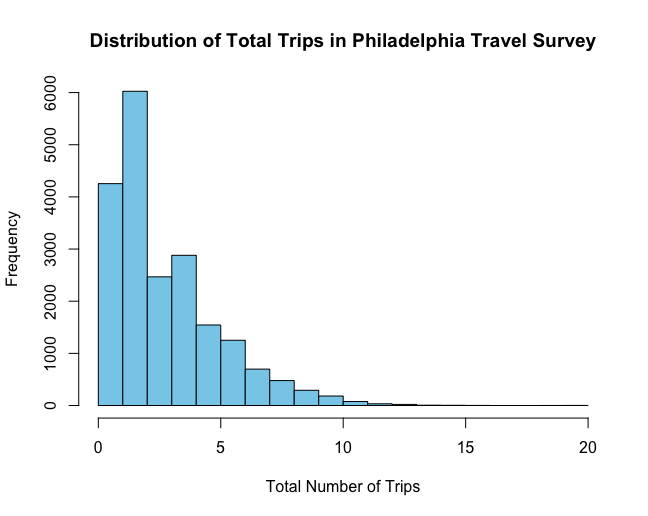 Distribution of Total Trips in Philadelphia Travel Survey
Frequency
6000
5000
4000
3000
2000
1000
0
0 5 10 15 20
Total Number of Trips